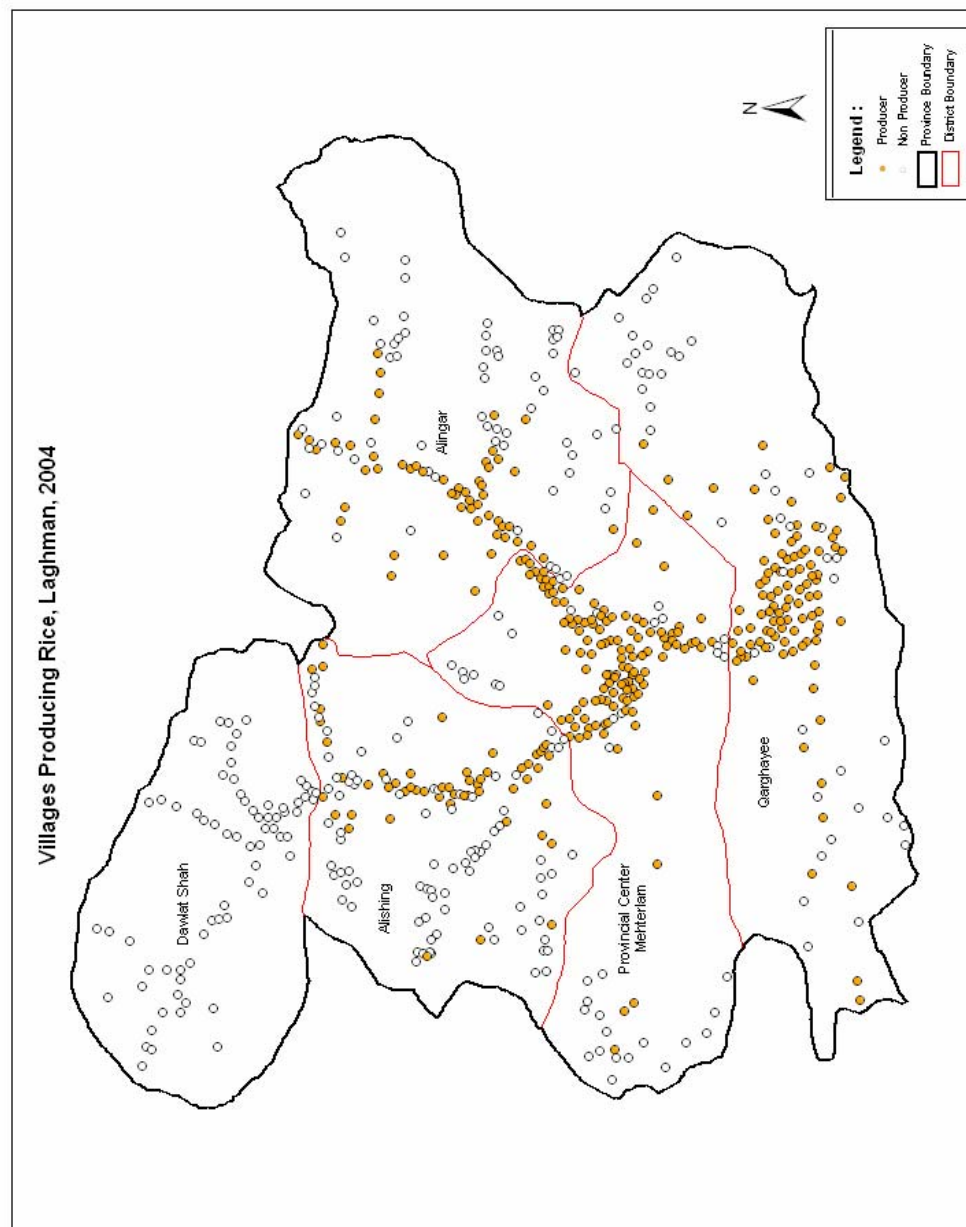 Villages Producing Rice, Laghman, 2004
Dawlat Shah
Alishing
Alingar
Provincial Center
Mehterlam
Qarghayee
N
Legend :
Producer
Non Producer
Province Boundary
District Boundary